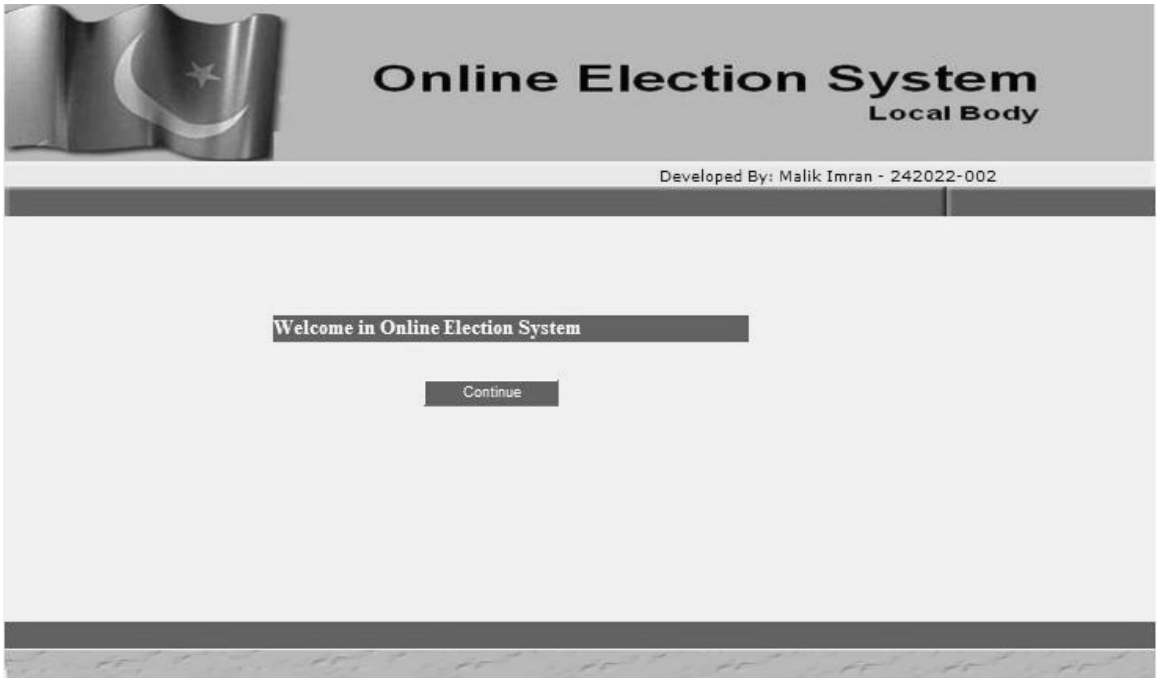 Online Election System
Local Body
Developed By: Malik Imran - 242022-002
Welcome in Online Election System
Continue